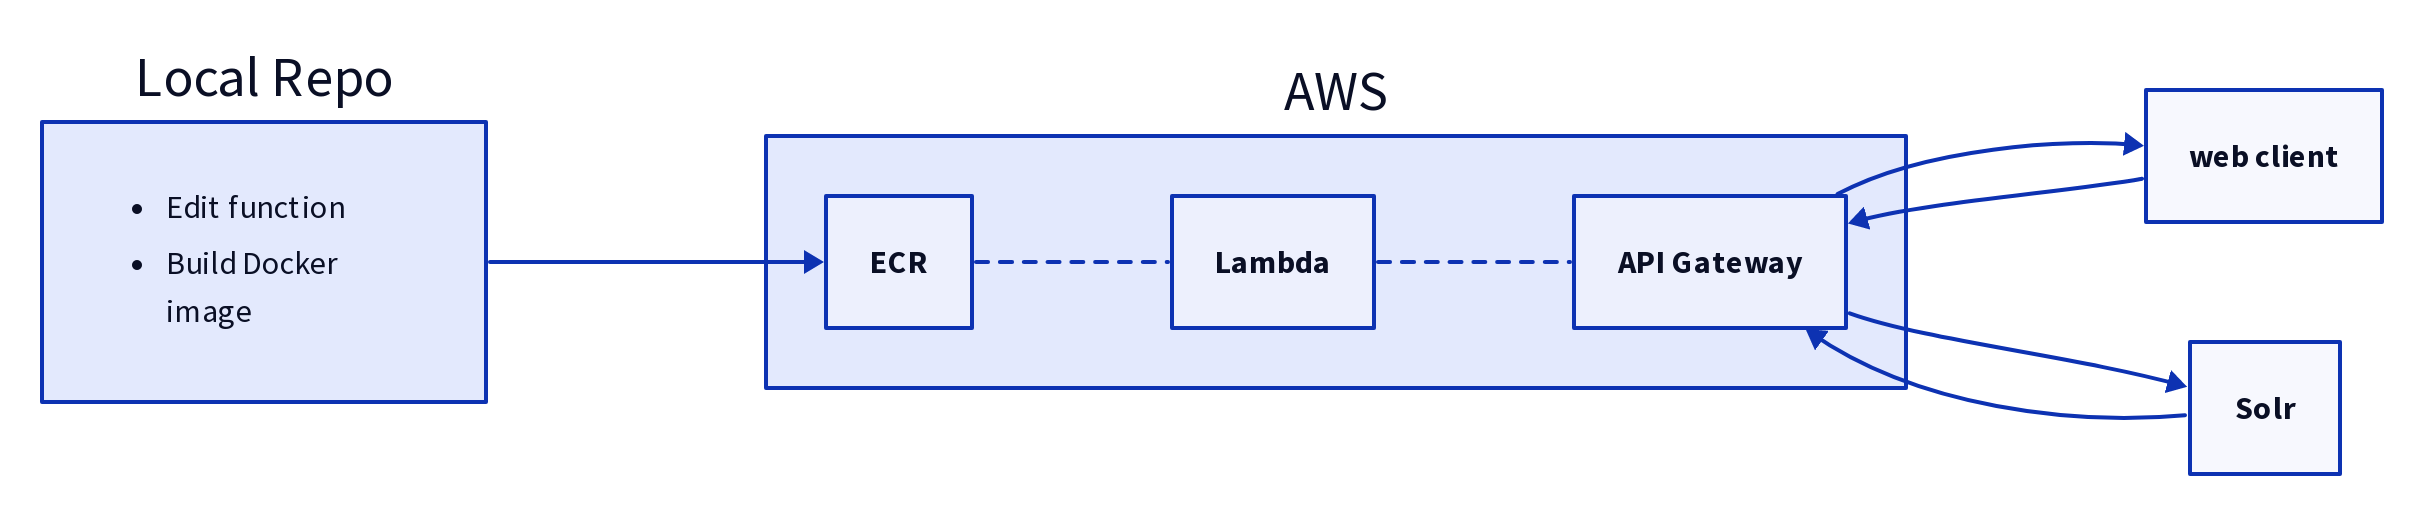 Local Repo
• Edit function
• Build Docker
image
AWS
ECR
Lambda
API Gateway
web client
Solr